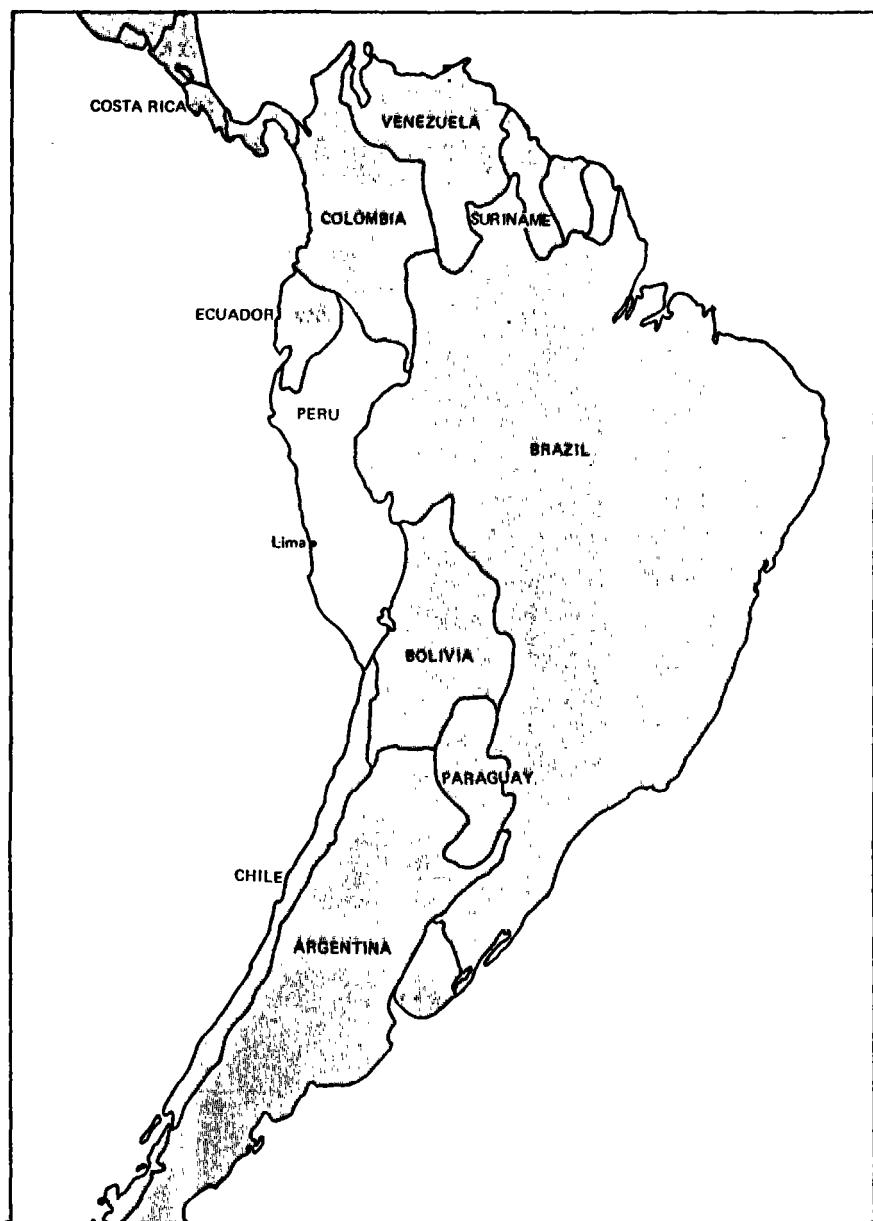 COSTA RICA
VENEZUELA
COLOMBIA
SURINAME
ECUADOR
PERU
BRAZIL
Lima
BOLIVIA
PARAGUAY
CHILE
ARGENTINA